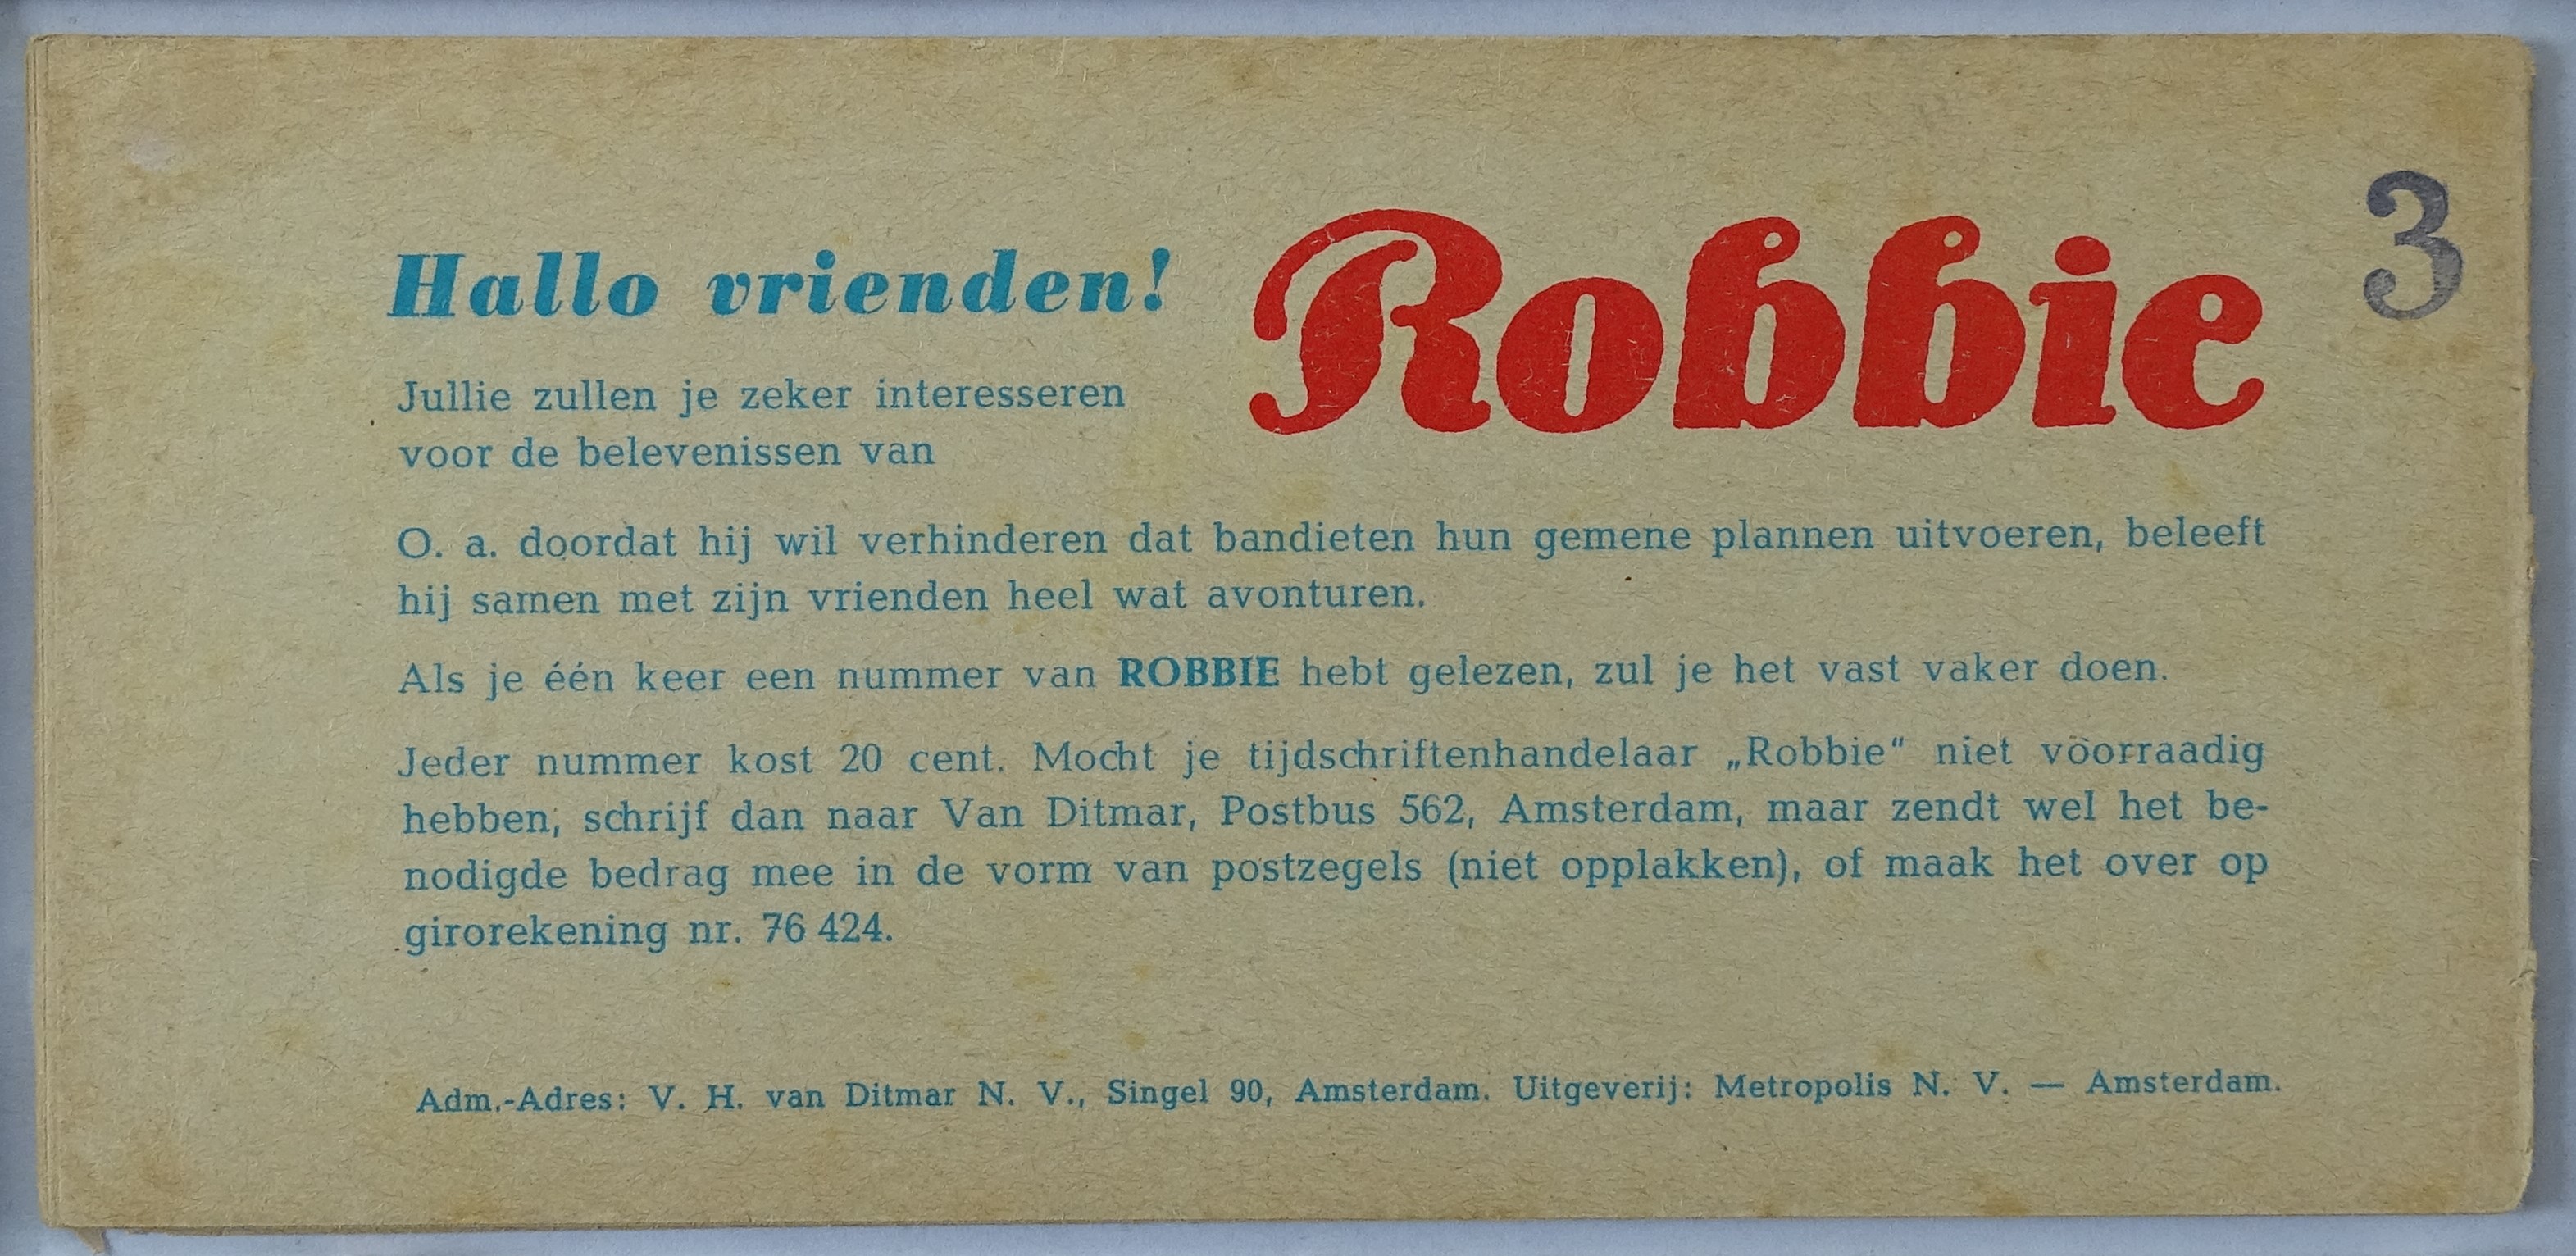 Hallo vrienden!
Robbie
3
Jullie zullen je zeker interesseren
voor de belevenissen van
O. a. doordat hij wil verhinderen dat bandieten hun gemene plannen uitvoeren, beleeft
hij samen met zijn vrienden heel wat avonturen.
Als je één keer een nummer van ROBBIE hebt gelezen, zul je het vast vaker doen.
Jeder nummer kost 20 cent. Mocht je tijdschriftenhandelaar „Robbie“ niet vöorraadig
hebben, schrijf dan naar Van Ditmar, Postbus 562, Amsterdam, maar zendt wel het be-
nodigde bedrag mee in de vorm van postzegels (niet opplakken), of maak het over op
girorekening nr. 76 424.
Adm.-Adres: V. H. van Ditmar N. V., Singel 90, Amsterdam. Uitgeverij: Metropolis N. V. — Amsterdam.